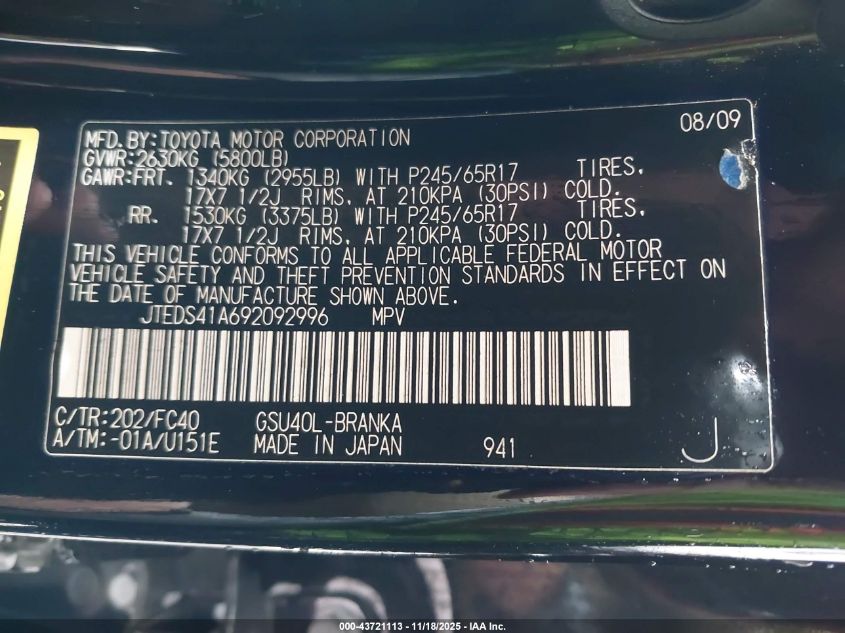 MFD. BY: TOYOTA MOTOR CORPORATION 08/09
GVWR: 2630KG (5800LB)
GAWR: FRT. 1340KG (2955LB) WITH P245/65R17 TIRES,
17X7 1/2J RIMS, AT 210KPA (30PSI) COLD.
RR. 1530KG (3375LB) WITH P245/65R17 TIRES,
17X7 1/2J RIMS, AT 210KPA (30PSI) COLD.
THIS VEHICLE CONFORMS TO ALL APPLICABLE FEDERAL MOTOR
VEHICLE SAFETY AND THEFT PREVENTION STANDARDS IN EFFECT ON
THE DATE OF MANUFACTURE SHOWN ABOVE.
JTEDS41A692092996 MPV
C/TR: 202/FC40 GSU40L-BRANKA
A/TM: -01A/U151E MADE IN JAPAN 941 J
000-43721113 - 11/18/2025 - IAA Inc.